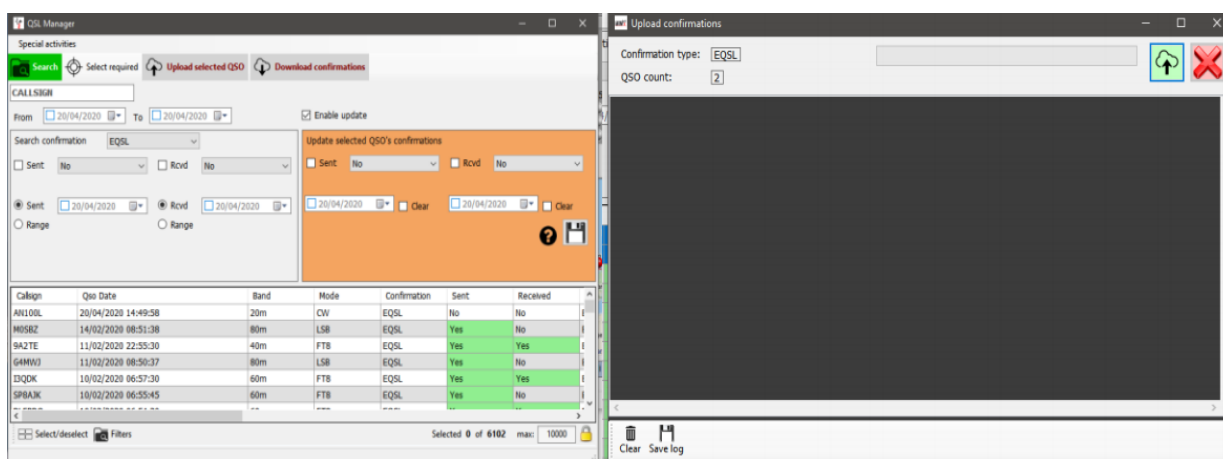 QSL Manager
Special activities
Search Select required Upload selected QSO Download confirmations
CALLSIGN
From 20/04/2020 To 20/04/2020 Enable update
Search confirmation EQSL
Sent No Rcvd No
Sent 20/04/2020 Rcvd 20/04/2020
Range Range
Update selected QSO's confirmations
Sent No Rcvd No
20/04/2020 Clear 20/04/2020 Clear
Callsign Qso Date Band Mode Confirmation Sent Received
AN100L 20/04/2020 14:49:58 20m CW EQSL No No
M0SBZ 14/02/2020 08:51:38 80m LSB EQSL Yes No
9A2TE 11/02/2020 22:55:30 40m FT8 EQSL Yes Yes
G4MWJ 11/02/2020 08:50:37 80m LSB EQSL Yes No
I3QDK 10/02/2020 06:57:30 60m FT8 EQSL Yes Yes
SP8AJK 10/02/2020 06:55:45 60m FT8 EQSL Yes No
Select/deselect Filters Selected 0 of 6102 max: 10000
Upload confirmations
Confirmation type: EQSL
QSO count: 2
Clear Save log